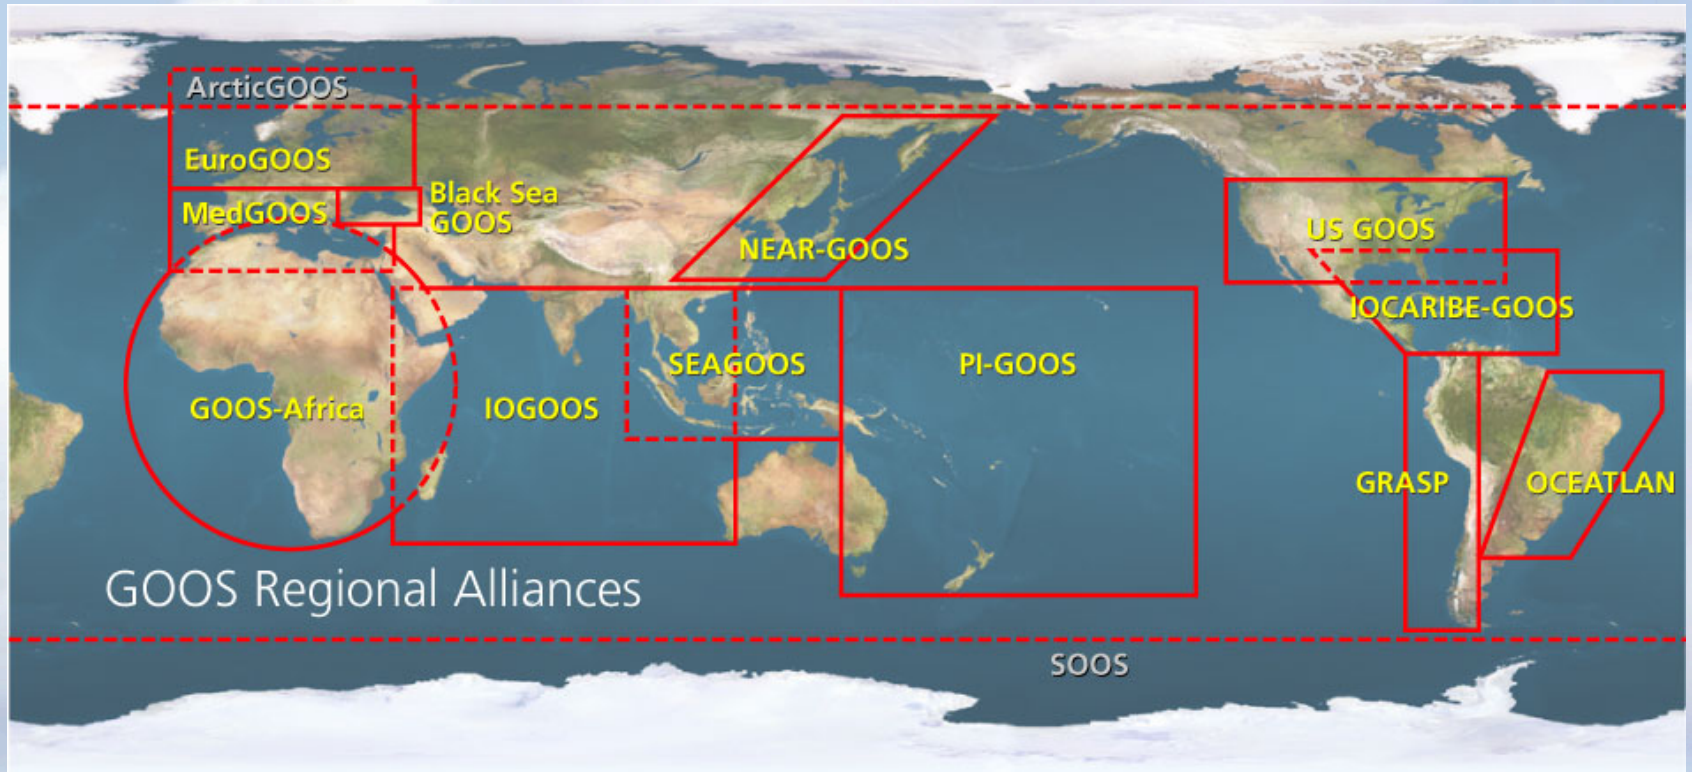 ArcticGOOS
EuroGOOS
MedGOOS
Black Sea
GOOS
NEAR-GOOS
US GOOS
IOCARIBE-GOOS
SEAGOOS
PI-GOOS
GOOS-Africa
IOGOOS
GRASP
OCEATLAN
GOOS Regional Alliances
SOOS